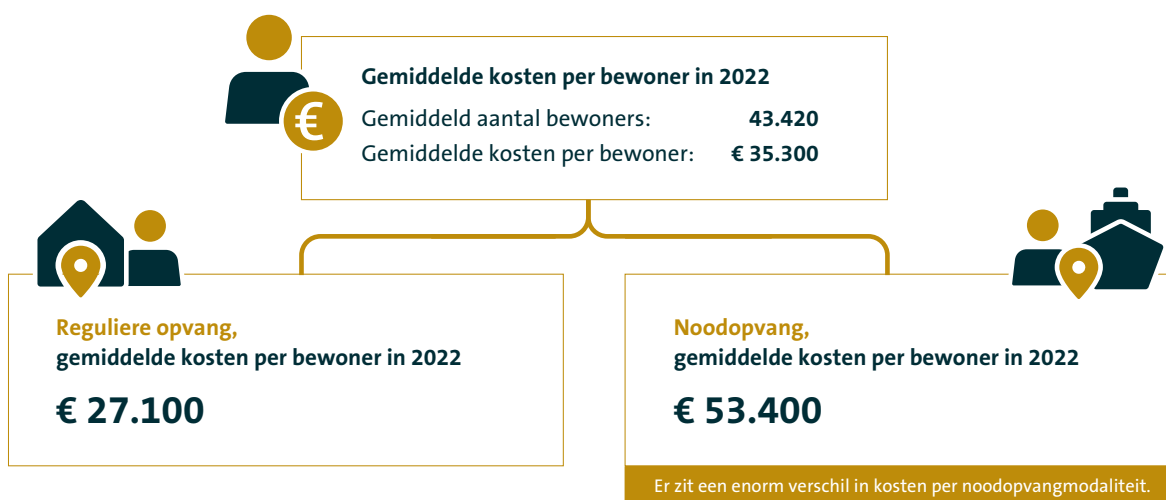 Gemiddelde kosten per bewoner in 2022
Gemiddeld aantal bewoners: 43.420
Gemiddelde kosten per bewoner: € 35.300
€
Reguliere opvang,
gemiddelde kosten per bewoner in 2022
€ 27.100
Noodopvang,
gemiddelde kosten per bewoner in 2022
€ 53.400
Er zit een enorm verschil in kosten per noodopvangmodaliteit.